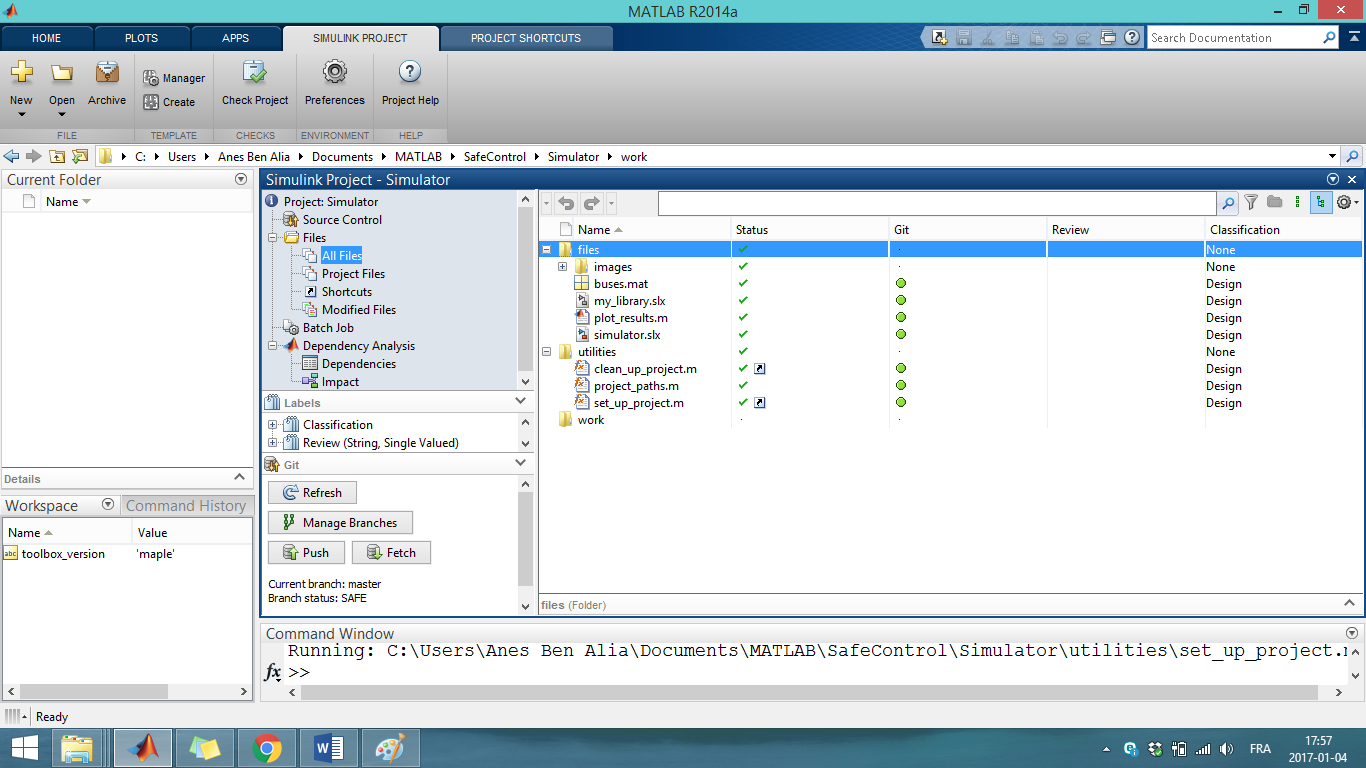 MATLAB R2014a
HOME PLOTS APPS SIMULINK PROJECT PROJECT SHORTCUTS
Search Documentation
New Open Archive Manager Create Check Project Preferences Project Help
FILE TEMPLATE CHECKS ENVIRONMENT HELP
C: Users Anes Ben Alia Documents MATLAB SafeControl Simulator work
Current Folder
Name
Details
Workspace Command History
Name Value
toolbox_version 'maple'
Simulink Project - Simulator
Project: Simulator
Source Control
Files
All Files
Project Files
Shortcuts
Modified Files
Batch Job
Dependency Analysis
Dependencies
Impact
Labels
Classification
Review (String, Single Valued)
Git
Refresh
Manage Branches
Push Fetch
Current branch: master
Branch status: SAFE
Name Status Git Review Classification
files None
images None
buses.mat Design
my_library.slx Design
plot_results.m Design
simulator.slx Design
utilities None
clean_up_project.m Design
project_paths.m Design
set_up_project.m Design
work
files (Folder)
Command Window
Running: C:\Users\Anes Ben Alia\Documents\MATLAB\SafeControl\Simulator\utilities\set_up_project.m
fx >>
Ready
FRA
17:57
2017-01-04